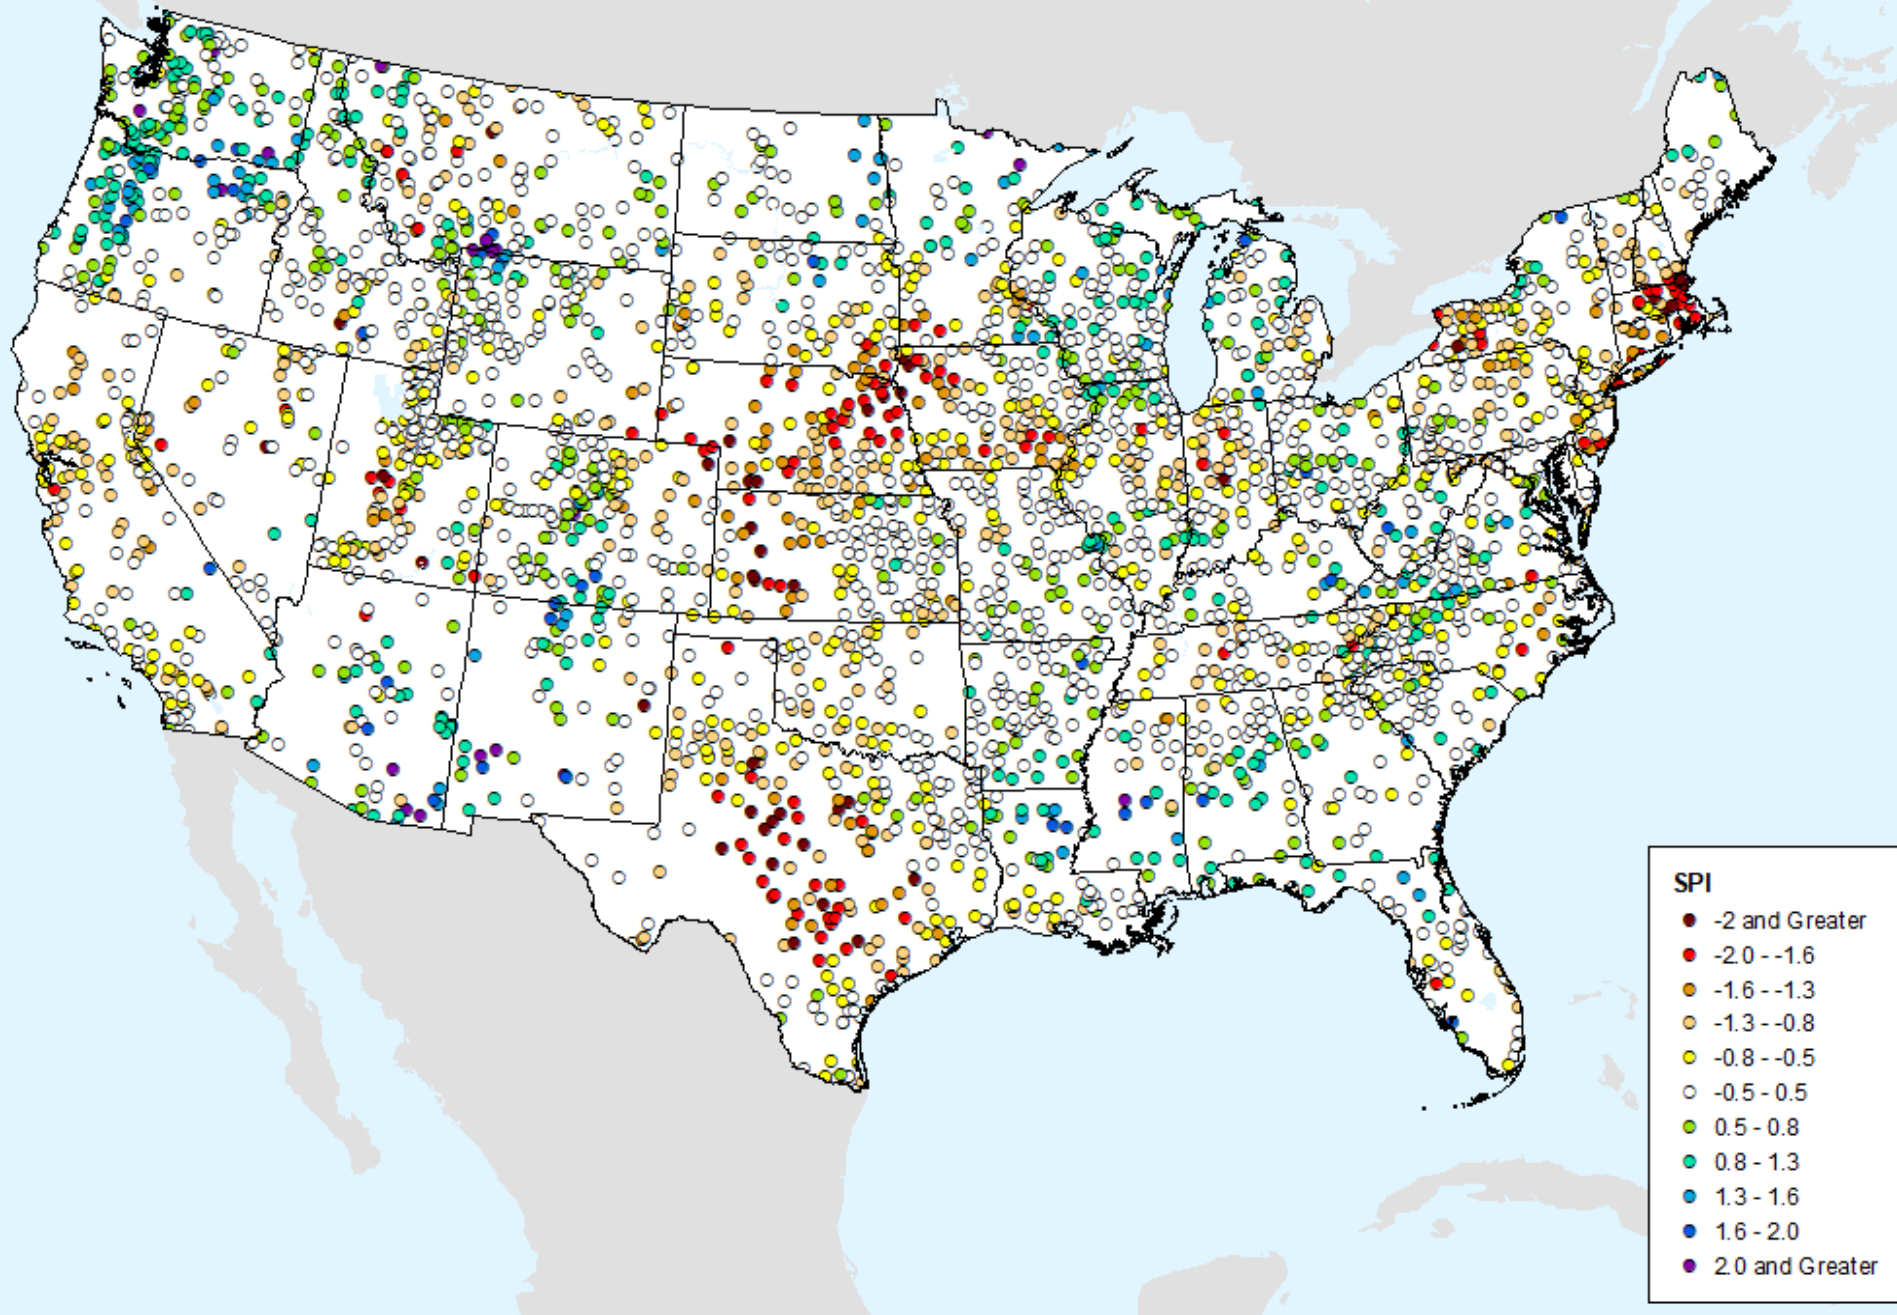 SPI
-2 and Greater
-2.0 - -1.6
-1.6 - -1.3
-1.3 - -0.8
-0.8 - -0.5
-0.5 - 0.5
0.5 - 0.8
0.8 - 1.3
1.3 - 1.6
1.6 - 2.0
2.0 and Greater